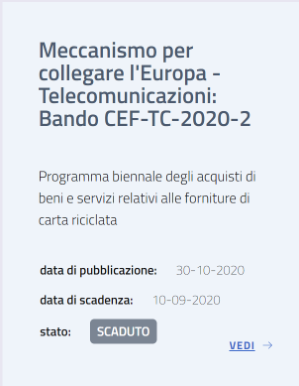 Meccanismo per
collegare l'Europa -
Telecomunicazioni:
Bando CEF-TC-2020-2
Programma biennale degli acquisti di
beni e servizi relativi alle forniture di
carta riciclata
data di pubblicazione: 30-10-2020
data di scadenza: 10-09-2020
stato: SCADUTO
VEDI →